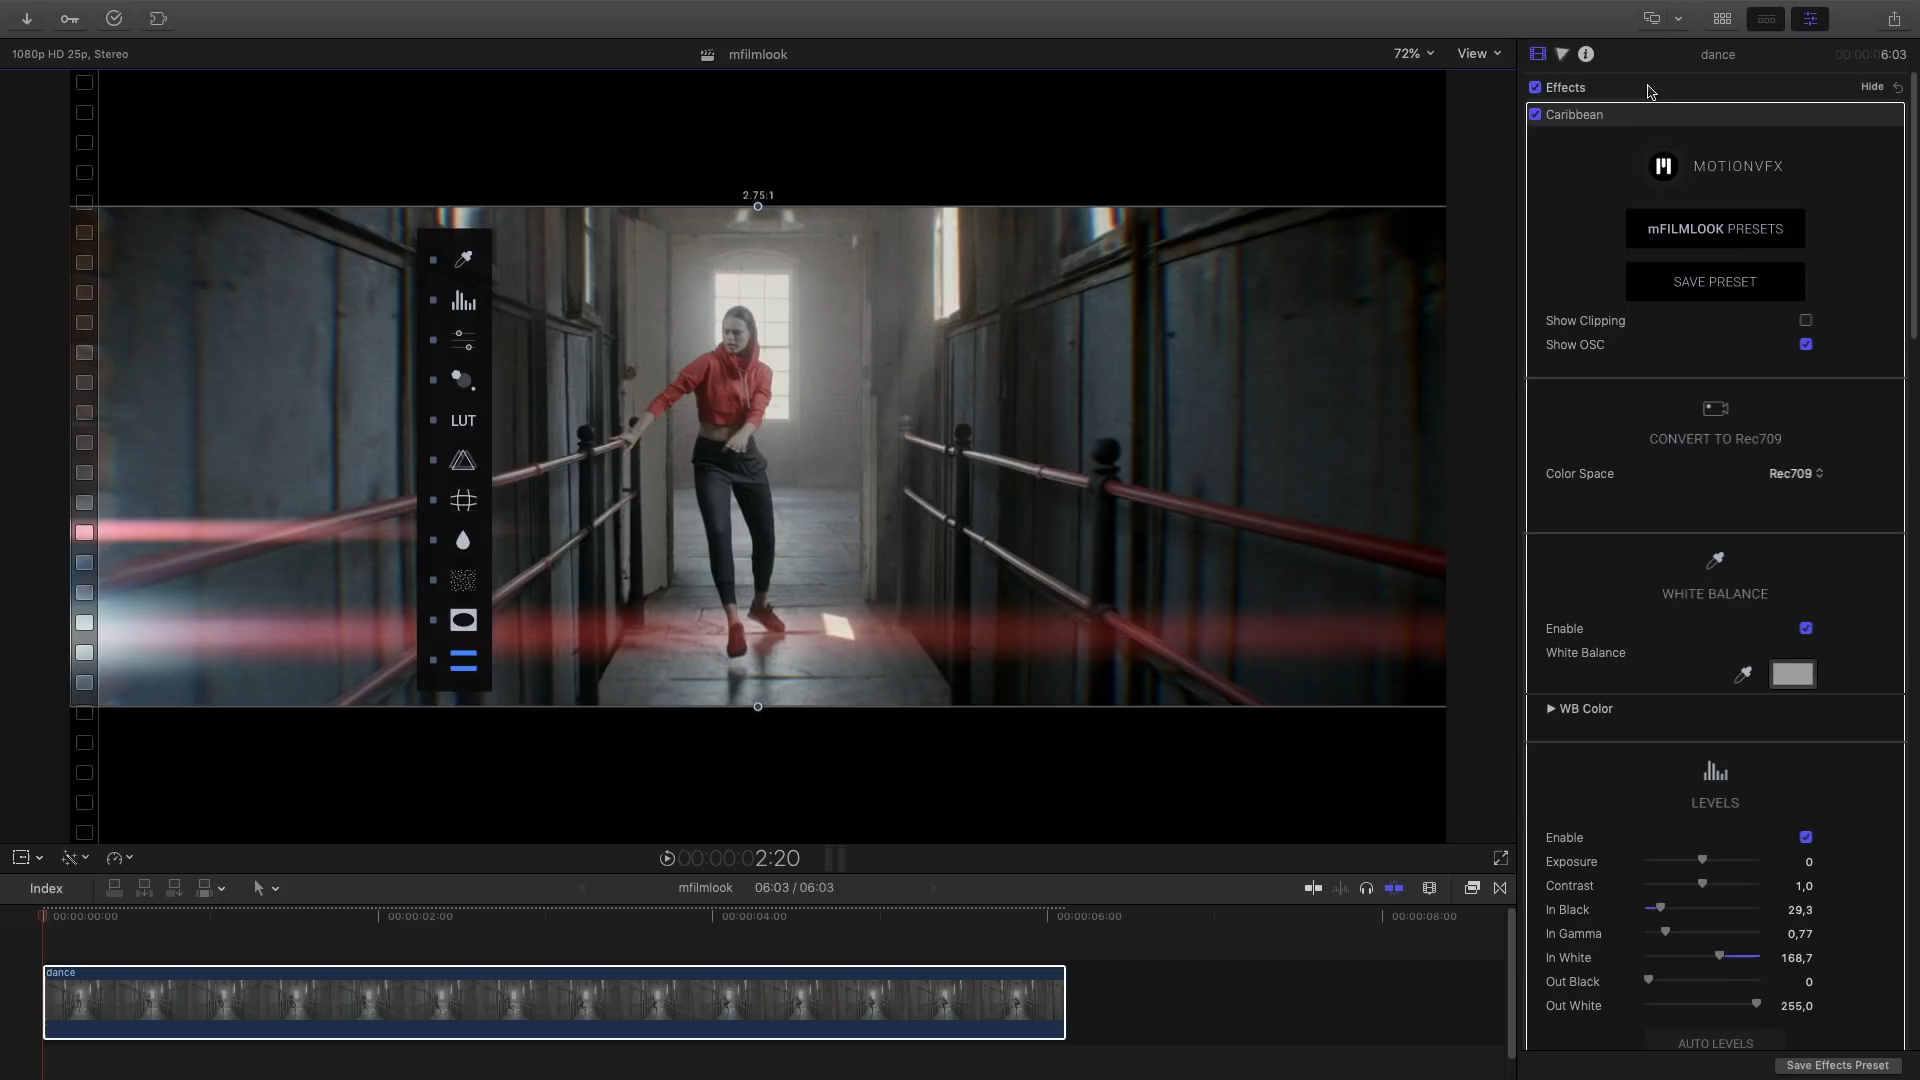 1080p HD 25p, Stereo
mfilmlook
72%
View
dance
00:00:00:06:03
Effects
Hide
Caribbean
MOTIONVFX
mFILMLOOK PRESETS
SAVE PRESET
Show Clipping
Show OSC
CONVERT TO Rec709
Color Space
Rec709
WHITE BALANCE
Enable
White Balance
WB Color
LEVELS
Enable
Exposure
0
Contrast
1,0
In Black
29,3
In Gamma
0,77
In White
168,7
Out Black
0
Out White
255,0
AUTO LEVELS
Save Effects Preset
2.75:1
LUT
00:00:00:02:20
Index
mfilmlook
06:03 / 06:03
00:00:00:00
00:00:02:00
00:00:04:00
00:00:06:00
00:00:08:00
dance